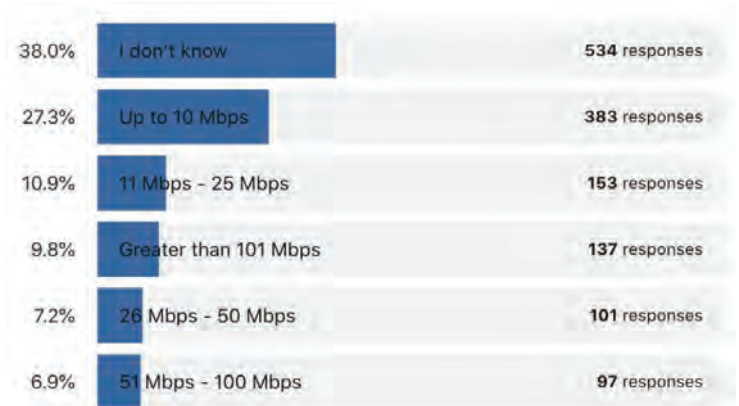 38.0% I don't know 534 responses
27.3% Up to 10 Mbps 383 responses
10.9% 11 Mbps - 25 Mbps 153 responses
9.8% Greater than 101 Mbps 137 responses
7.2% 26 Mbps - 50 Mbps 101 responses
6.9% 51 Mbps - 100 Mbps 97 responses